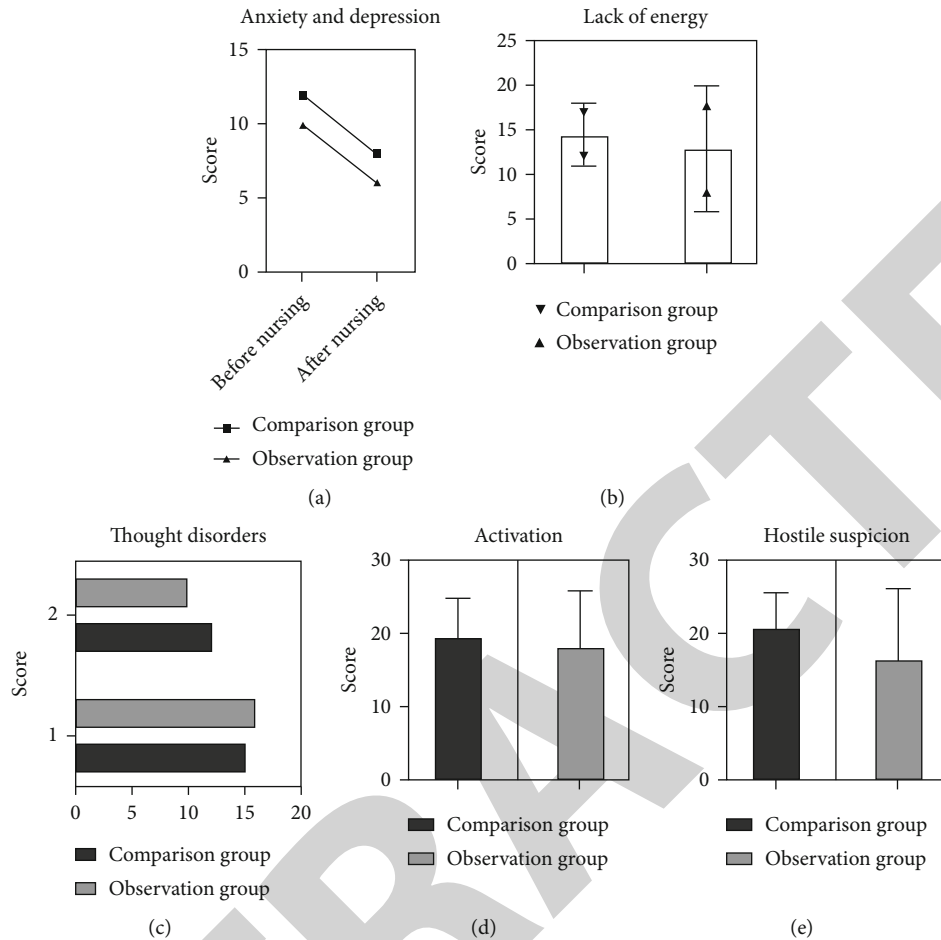 Anxiety and depression
15
10
5
0
Score
Before nursing
After nursing
Comparison group
Observation group
(a)
Lack of energy
25
20
15
10
5
0
Score
Comparison group
Observation group
(b)
Thought disorders
2
1
Score
0 5 10 15 20
Comparison group
Observation group
(c)
Activation
30
20
10
0
Score
Comparison group
Observation group
(d)
Hostile suspicion
30
20
10
0
Score
Comparison group
Observation group
(e)